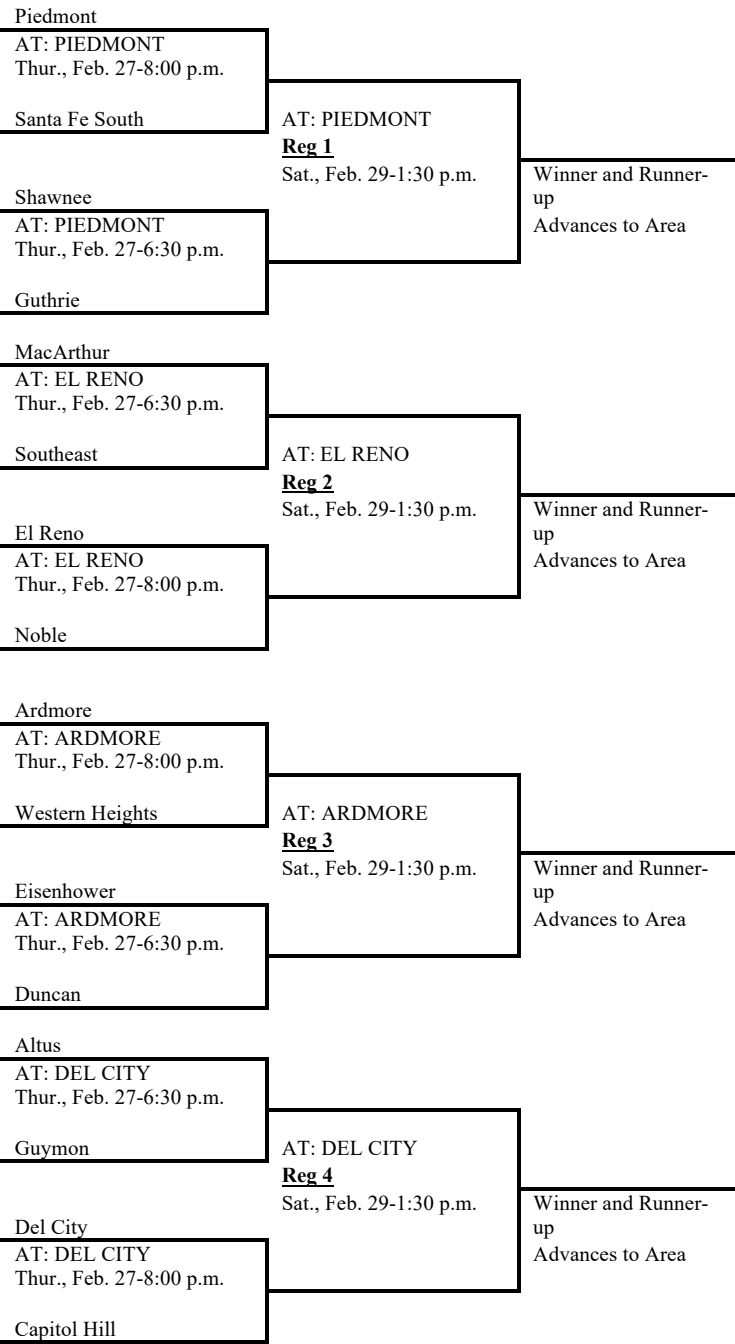 Piedmont
AT: PIEDMONT
Thur., Feb. 27-8:00 p.m.
Santa Fe South
AT: PIEDMONT
Reg 1
Sat., Feb. 29-1:30 p.m.
Winner and Runner-
up
Advances to Area
Shawnee
AT: PIEDMONT
Thur., Feb. 27-6:30 p.m.
Guthrie
MacArthur
AT: EL RENO
Thur., Feb. 27-6:30 p.m.
Southeast
AT: EL RENO
Reg 2
Sat., Feb. 29-1:30 p.m.
Winner and Runner-
up
Advances to Area
El Reno
AT: EL RENO
Thur., Feb. 27-8:00 p.m.
Noble
Ardmore
AT: ARDMORE
Thur., Feb. 27-8:00 p.m.
Western Heights
AT: ARDMORE
Reg 3
Sat., Feb. 29-1:30 p.m.
Winner and Runner-
up
Advances to Area
Eisenhower
AT: ARDMORE
Thur., Feb. 27-6:30 p.m.
Duncan
Altus
AT: DEL CITY
Thur., Feb. 27-6:30 p.m.
Guymon
AT: DEL CITY
Reg 4
Sat., Feb. 29-1:30 p.m.
Winner and Runner-
up
Advances to Area
Del City
AT: DEL CITY
Thur., Feb. 27-8:00 p.m.
Capitol Hill